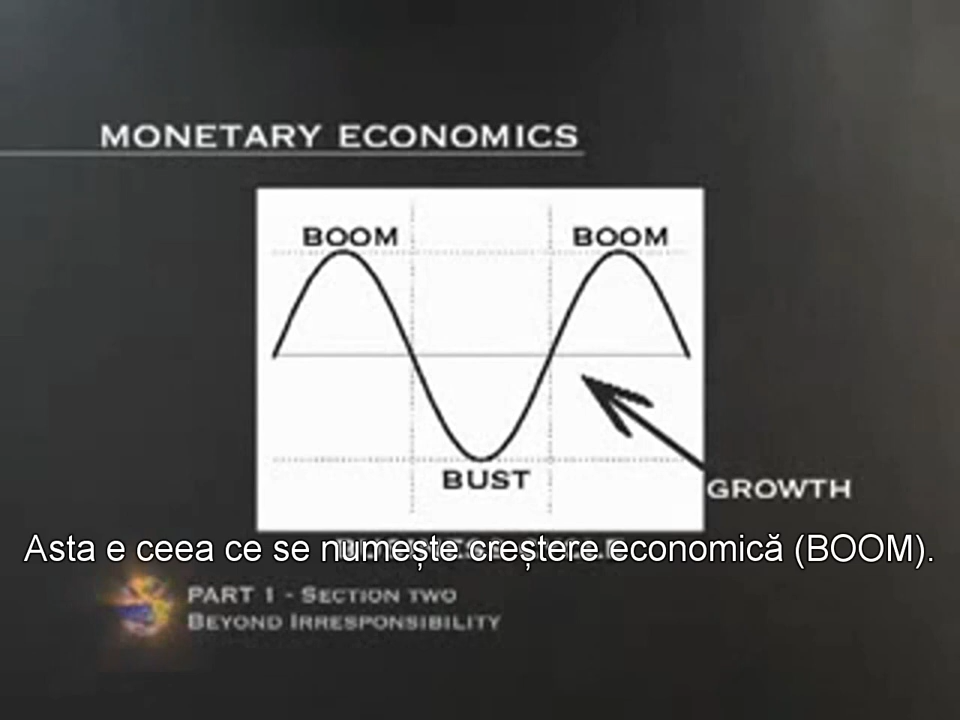 MONETARY ECONOMICS
BOOM BOOM
BUST
GROWTH
Asta e ceea ce se numește creștere economică (BOOM).
PART 1 - SECTION TWO
BEYOND IRRESPONSIBILITY